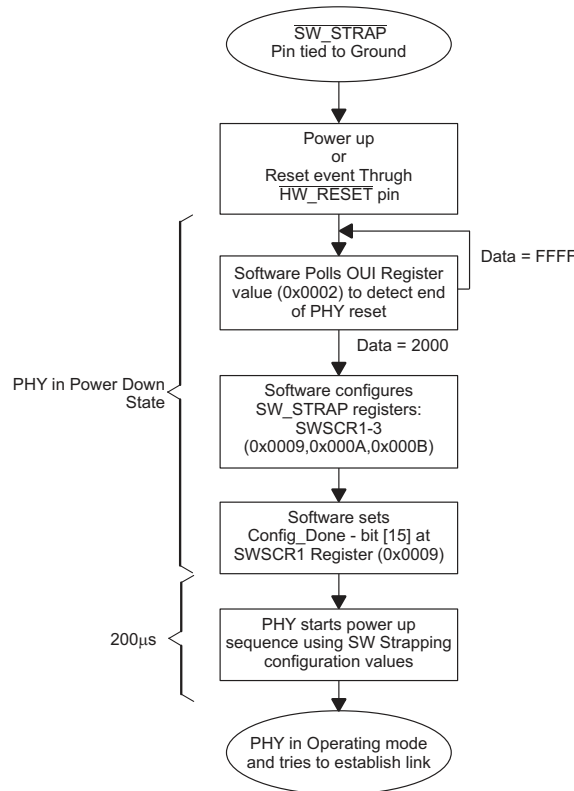 SW_STRAP
Pin tied to Ground
Power up
or
Reset event Thrugh
HW_RESET pin
Data = FFFF
Software Polls OUI Register
value (0x0002) to detect end
of PHY reset
Data = 2000
PHY in Power Down
State
Software configures
SW_STRAP registers:
SWSCR1-3
(0x0009,0x000A,0x000B)
Software sets
Config_Done - bit [15] at
SWSCR1 Register (0x0009)
200µs
PHY starts power up
sequence using SW Strapping
configuration values
PHY in Operating mode
and tries to establish link